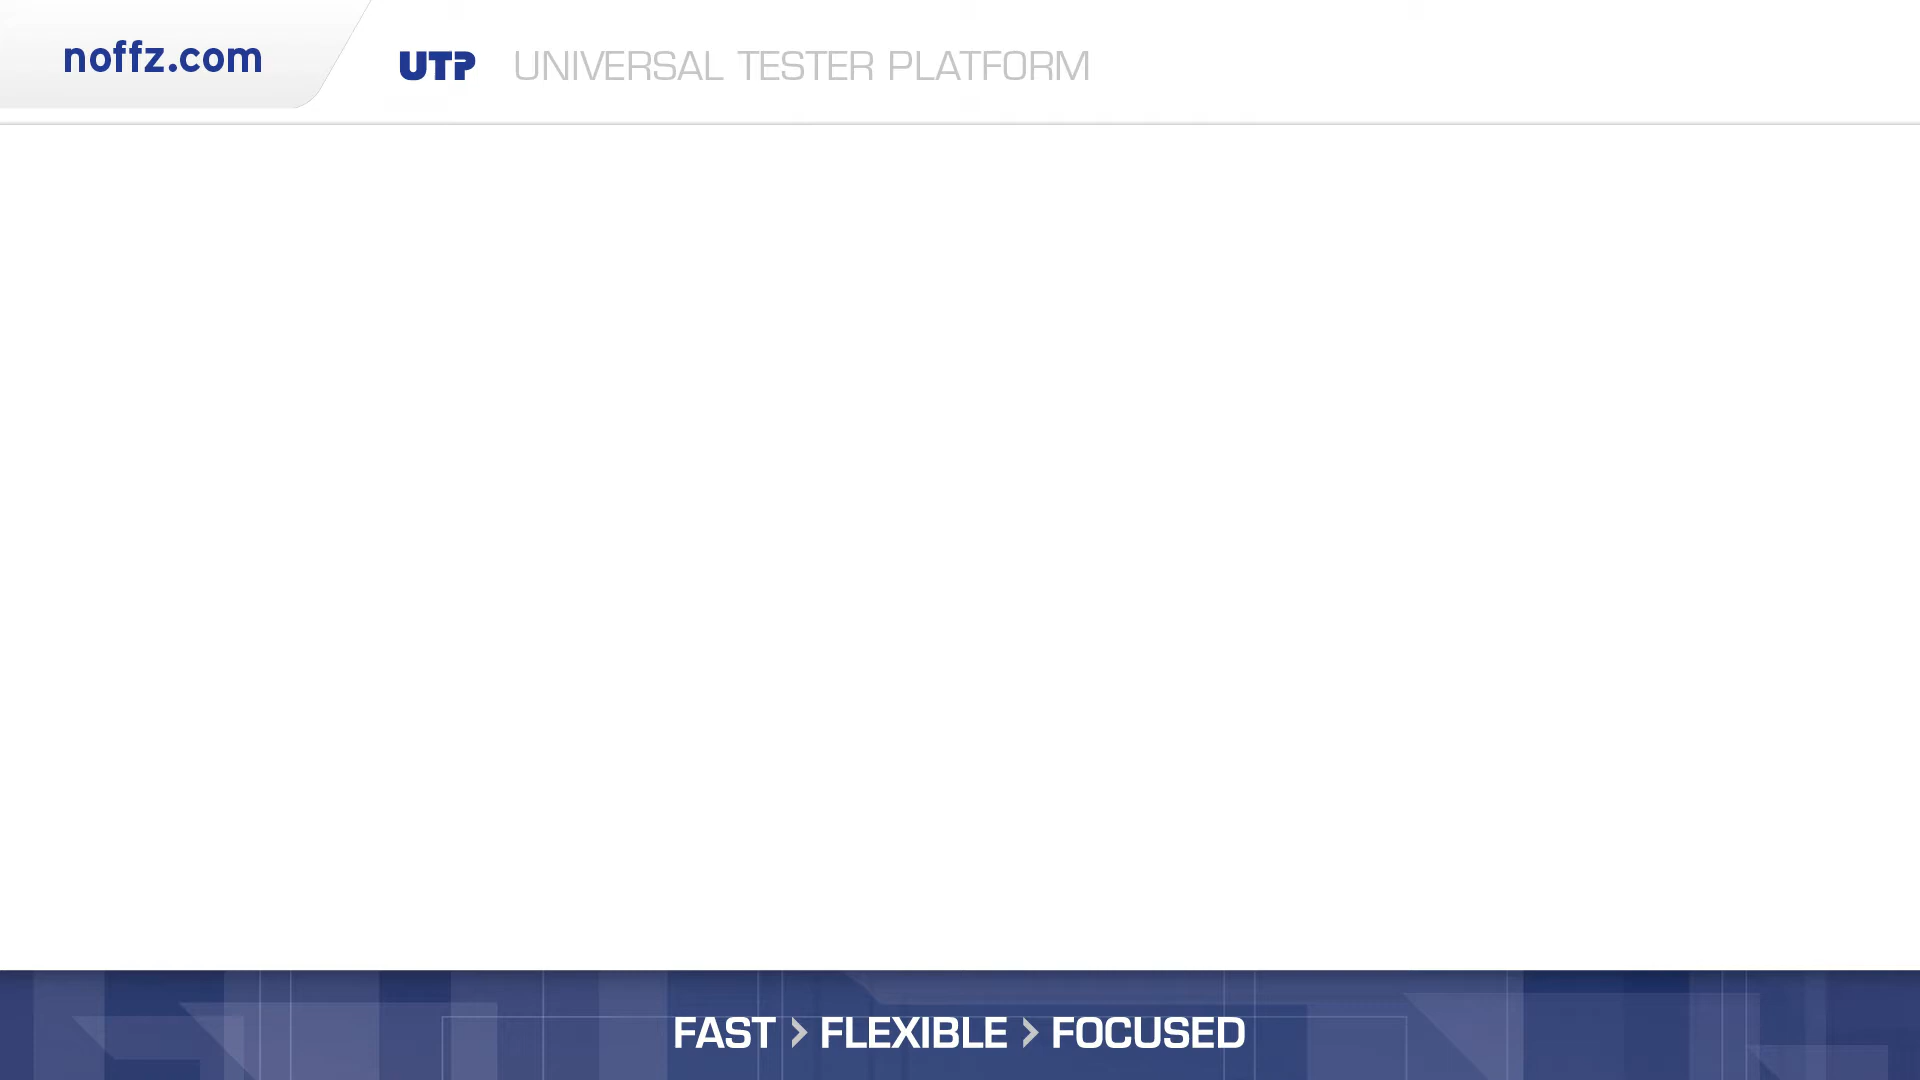 noffz.com
UTP UNIVERSAL TESTER PLATFORM
FAST > FLEXIBLE > FOCUSED